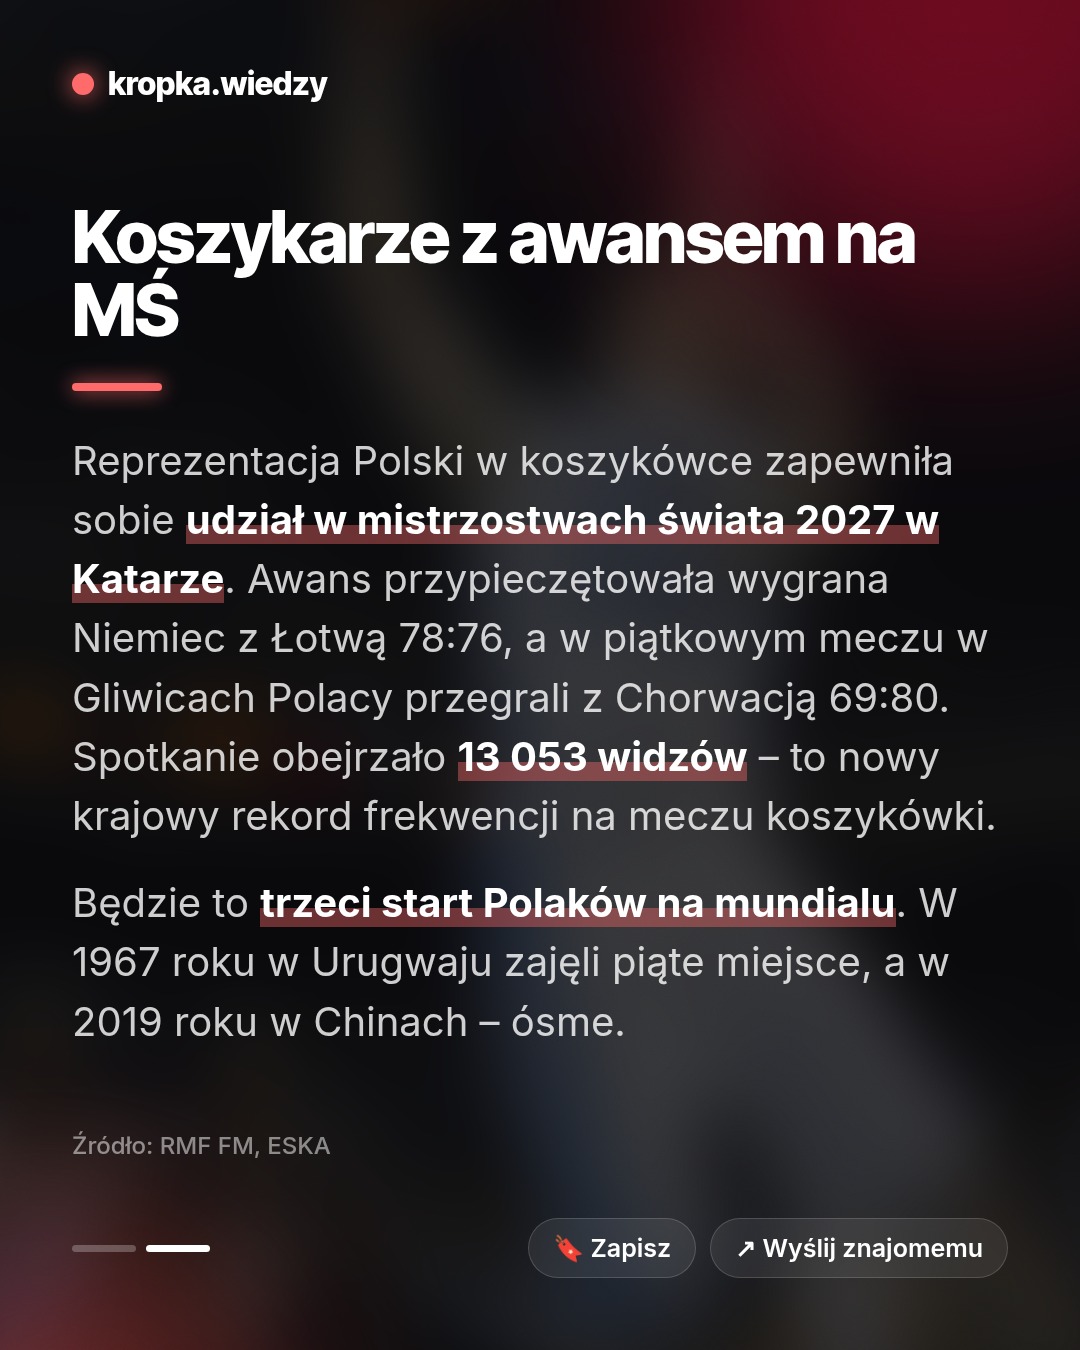 kropka.wiedzy
Koszykarze z awansem na
MŚ
Reprezentacja Polski w koszykówce zapewniła
sobie udział w mistrzostwach świata 2027 w
Katarze. Awans przypieczętowała wygrana
Niemiec z Łotwą 78:76, a w piątkowym meczu w
Gliwicach Polacy przegrali z Chorwacją 69:80.
Spotkanie obejrzało 13 053 widzów – to nowy
krajowy rekord frekwencji na meczu koszykówki.
Będzie to trzeci start Polaków na mundialu. W
1967 roku w Urugwaju zajęli piąte miejsce, a w
2019 roku w Chinach – ósme.
Źródło: RMF FM, ESKA
🔖 Zapisz
↗ Wyślij znajomemu